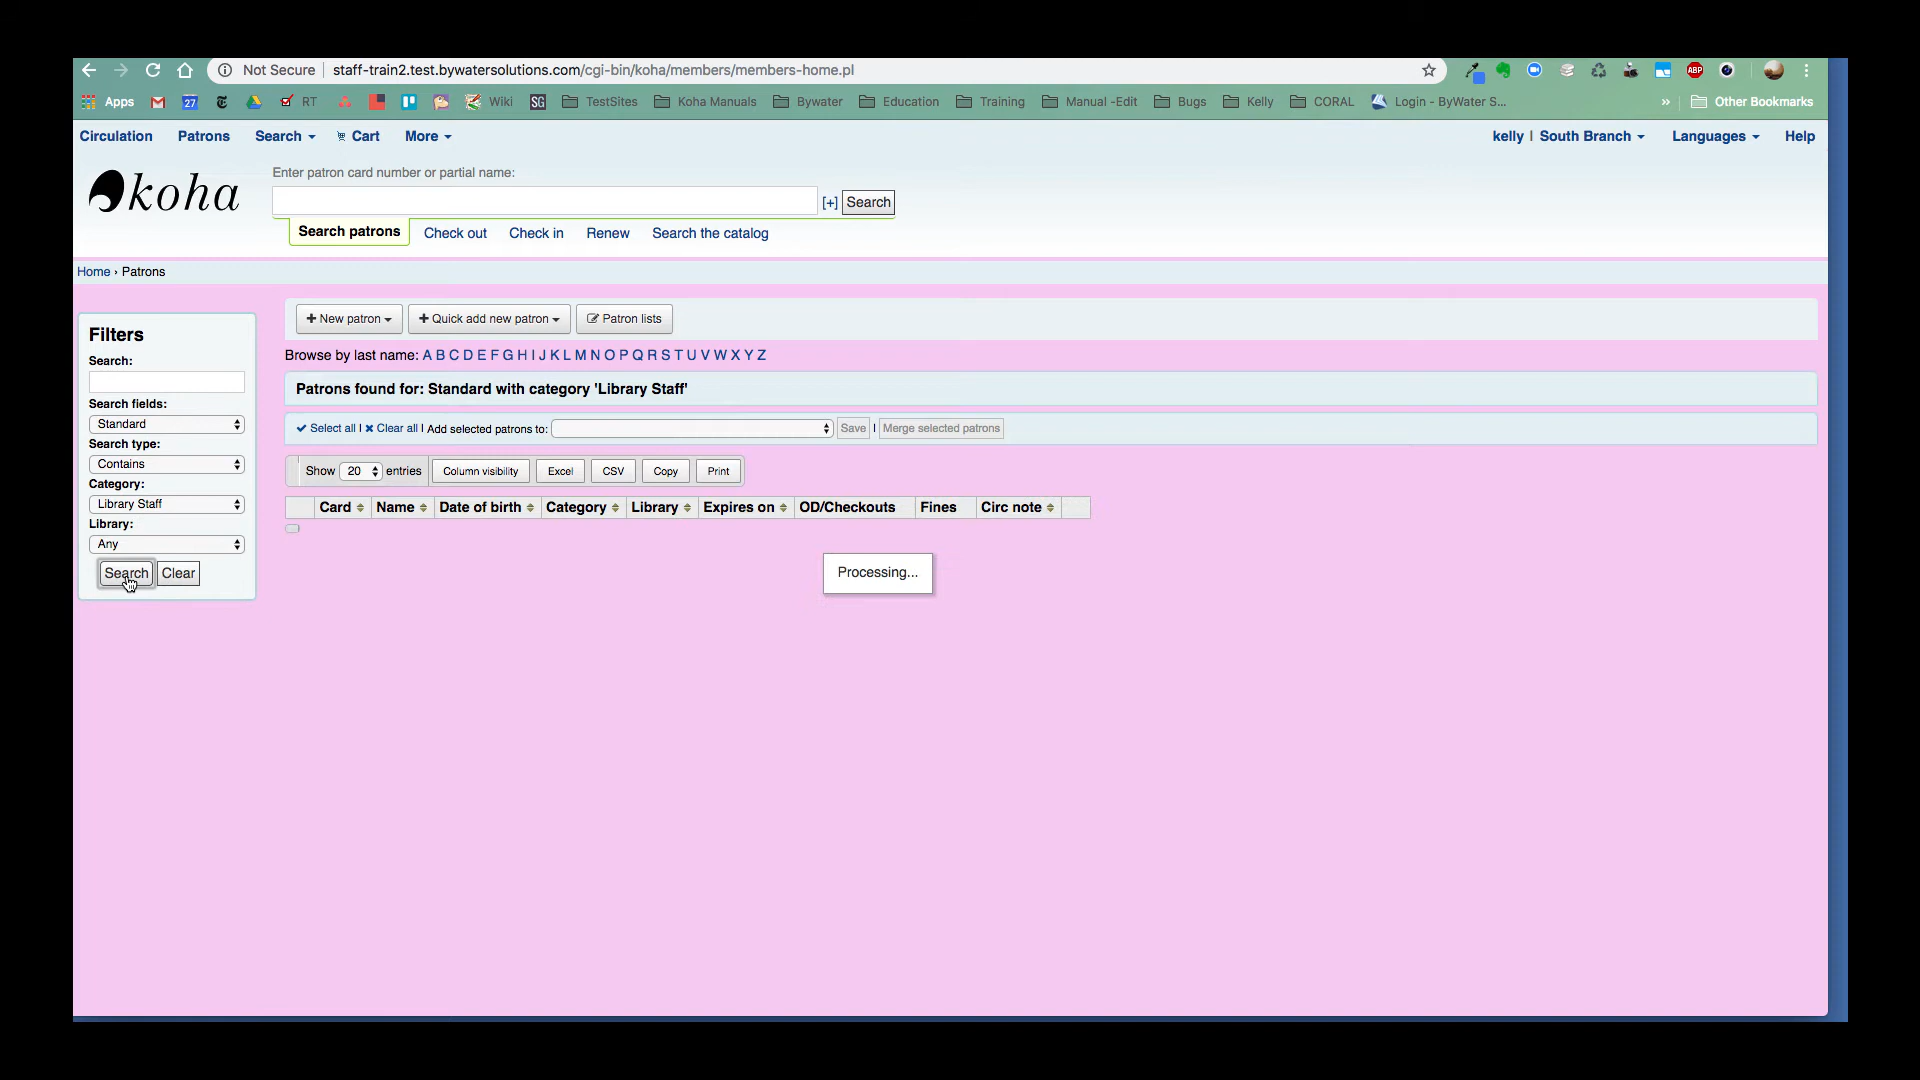 Not Secure | staff-train2.test.bywatersolutions.com/cgi-bin/koha/members/members-home.pl
ABP
Apps 27 RT Wiki SG TestSites Koha Manuals Bywater Education Training Manual -Edit Bugs Kelly CORAL Login - ByWater S... » Other Bookmarks
Circulation Patrons Search Cart More kelly | South Branch Languages Help
koha
Enter patron card number or partial name:
[+] Search
Search patrons Check out Check in Renew Search the catalog
Home › Patrons
Filters
Search:
Search fields:
Standard
Search type:
Contains
Category:
Library Staff
Library:
Any
Search Clear
+ New patron + Quick add new patron Patron lists
Browse by last name: A B C D E F G H I J K L M N O P Q R S T U V W X Y Z
Patrons found for: Standard with category 'Library Staff'
Select all | Clear all | Add selected patrons to: Save | Merge selected patrons
Show 20 entries Column visibility Excel CSV Copy Print
Card Name Date of birth Category Library Expires on OD/Checkouts Fines Circ note
Processing...